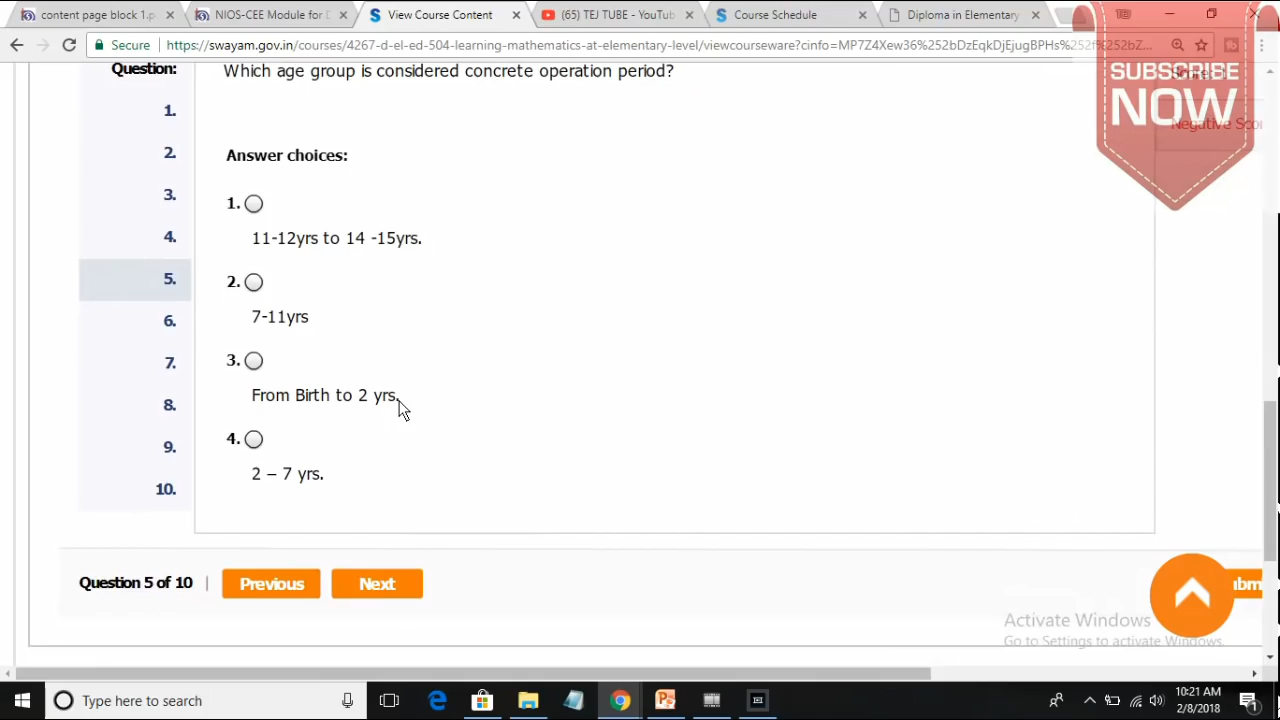 content page block 1.p
NIOS-CEE Module for D
View Course Content
(65) TEJ TUBE - YouTub
Course Schedule
Diploma in Elementary
Secure
https://swayam.gov.in/courses/4267-d-el-ed-504-learning-mathematics-at-elementary-level/viewcourseware?cinfo=MP7Z4Xew36%252bDzEqkDjEjugBPHs%252f%252bZ...
Question:
Which age group is considered concrete operation period?
SUBSCRIBE
NOW
Negative Scor
1.
2.
3.
4.
5.
6.
7.
8.
9.
10.
Answer choices:
1.
11-12yrs to 14 -15yrs.
2.
7-11yrs
3.
From Birth to 2 yrs.
4.
2 – 7 yrs.
Question 5 of 10 |
Previous
Next
ubm
Activate Windows
Go to Settings to activate Windows.
Type here to search
10:21 AM
2/8/2018
1